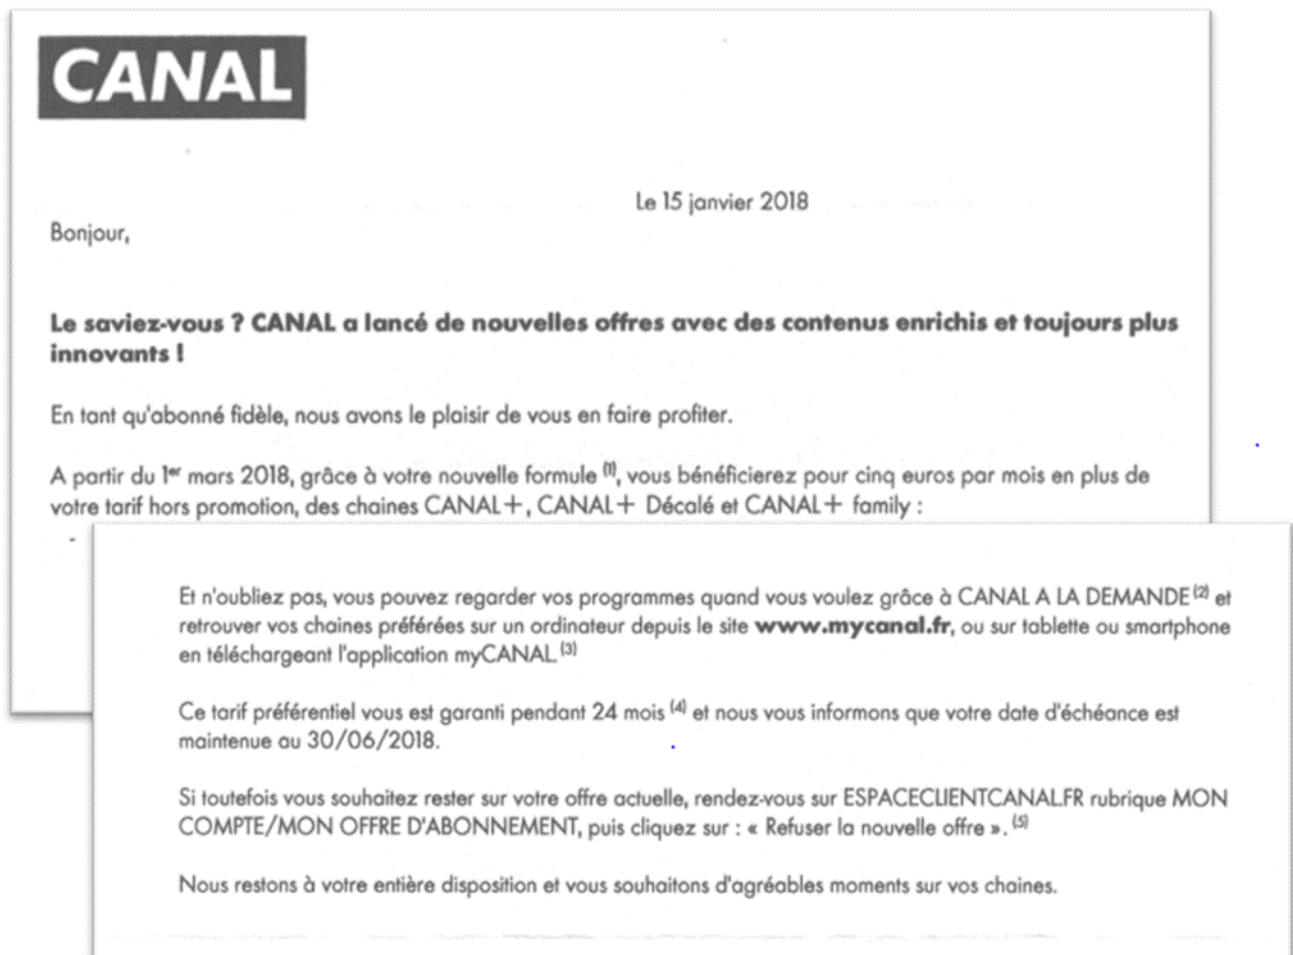 CANAL
Le 15 janvier 2018
Bonjour,
Le saviez-vous ? CANAL a lancé de nouvelles offres avec des contenus enrichis et toujours plus
innovants !
En tant qu'abonné fidèle, nous avons le plaisir de vous en faire profiter.
A partir du 1er mars 2018, grâce à votre nouvelle formule (1), vous bénéficierez pour cinq euros par mois en plus de
votre tarif hors promotion, des chaines CANAL+, CANAL+ Décalé et CANAL+ family :
-
Et n'oubliez pas, vous pouvez regarder vos programmes quand vous voulez grâce à CANAL A LA DEMANDE (2) et
retrouver vos chaines préférées sur un ordinateur depuis le site www.mycanal.fr, ou sur tablette ou smartphone
en téléchargeant l'application myCANAL. (3)
Ce tarif préférentiel vous est garanti pendant 24 mois (4) et nous vous informons que votre date d'échéance est
maintenue au 30/06/2018.
Si toutefois vous souhaitez rester sur votre offre actuelle, rendez-vous sur ESPACECLIENTCANAL.FR rubrique MON
COMPTE/MON OFFRE D'ABONNEMENT, puis cliquez sur : « Refuser la nouvelle offre ». (5)
Nous restons à votre entière disposition et vous souhaitons d'agréables moments sur vos chaines.